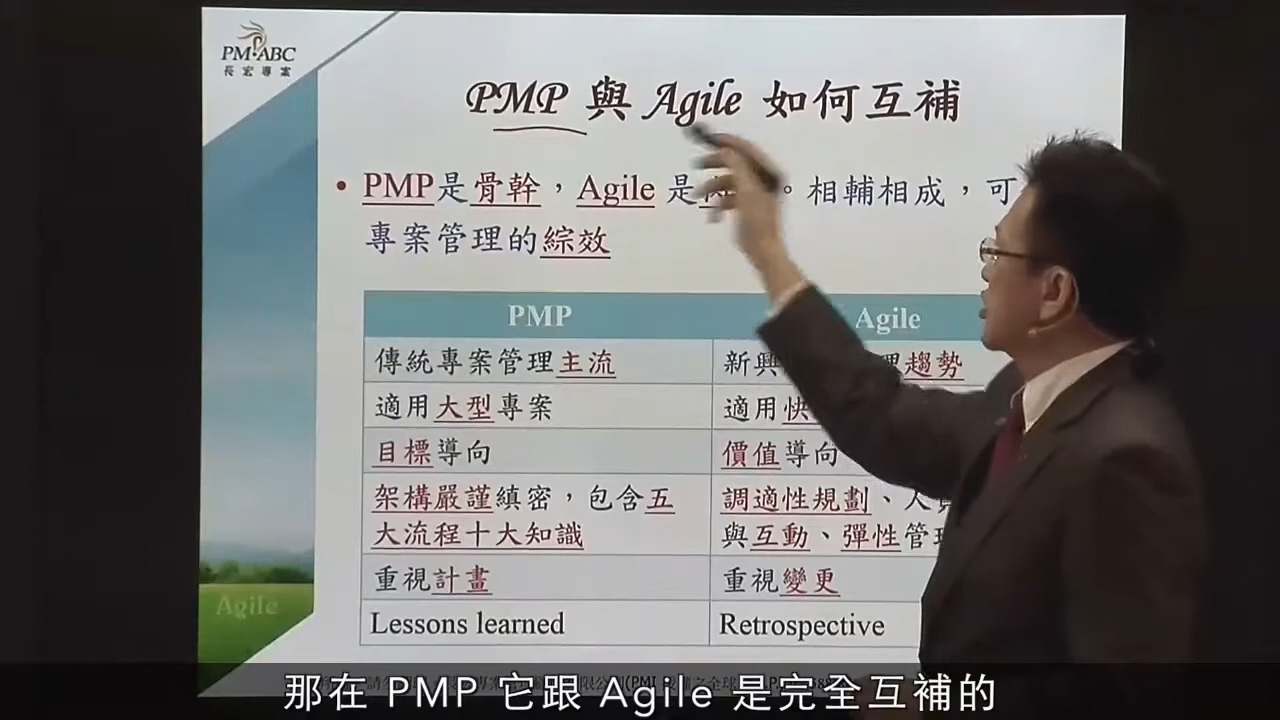 PM ABC
長宏專案
PMP 與 Agile 如何互補
• PMP是骨幹，Agile 是 。相輔相成，可
專案管理的綜效
PMP Agile
傳統專案管理主流 新興 趨勢
適用大型專案 適用快
目標導向 價值導向
架構嚴謹縝密，包含五 調適性規劃、人
大流程十大知識 與互動、彈性管
重視計畫 重視變更
Lessons learned Retrospective
Agile
那在 PMP 它跟 Agile 是完全互補的